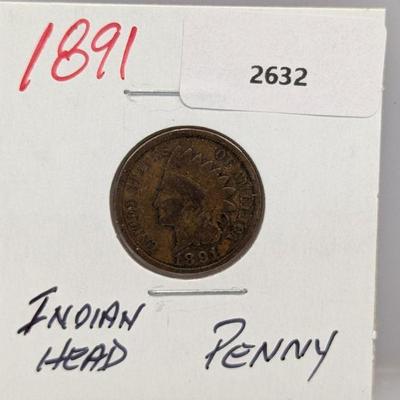 1891
2632
UNITED STATES OF AMERICA
1891
INDIAN HEAD
PENNY